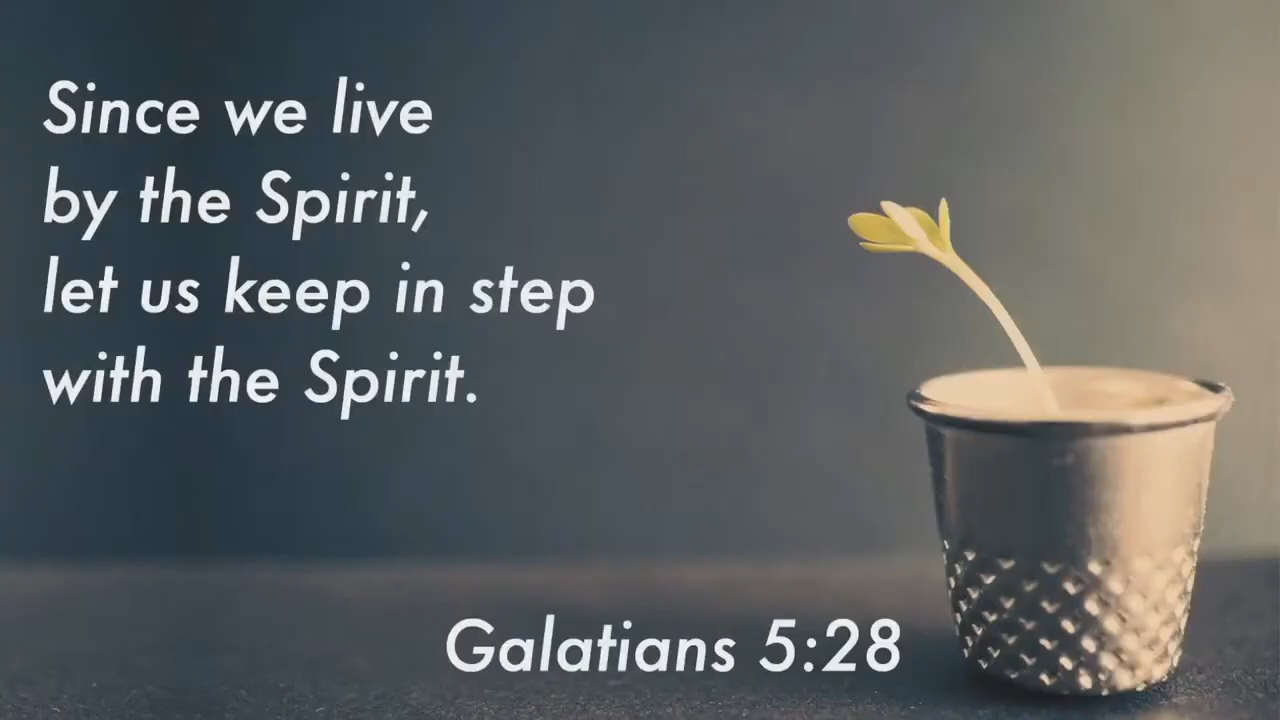 Since we live
by the Spirit,
let us keep in step
with the Spirit.
Galatians 5:28